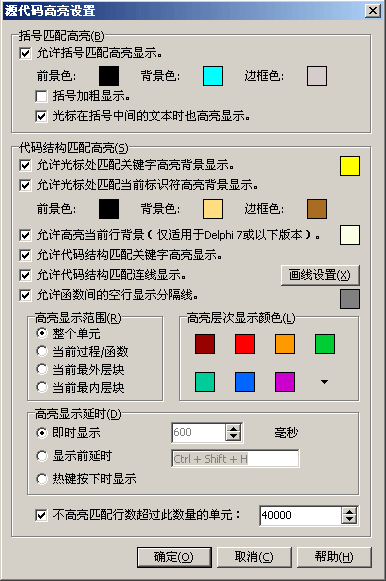 源代码高亮设置
括号匹配高亮(B)
允许括号匹配高亮显示。
前景色: 背景色: 边框色:
括号加粗显示。
光标在括号中间的文本时也高亮显示。
代码结构匹配高亮(S)
允许光标处匹配关键字高亮背景显示。
允许光标处匹配当前标识符高亮背景显示。
前景色: 背景色: 边框色:
允许高亮当前行背景（仅适用于Delphi 7或以下版本）。
允许代码结构匹配关键字高亮显示。
允许代码结构匹配连线显示。 画线设置(X)
允许函数间的空行显示分隔线。
高亮显示范围(R)
整个单元
当前过程/函数
当前最外层块
当前最内层块
高亮层次显示颜色(L)
高亮显示延时(D)
即时显示 600 毫秒
显示前延时 Ctrl + Shift + H
热键按下时显示
不高亮匹配行数超过此数量的单元: 40000
确定(O) 取消(C) 帮助(H)